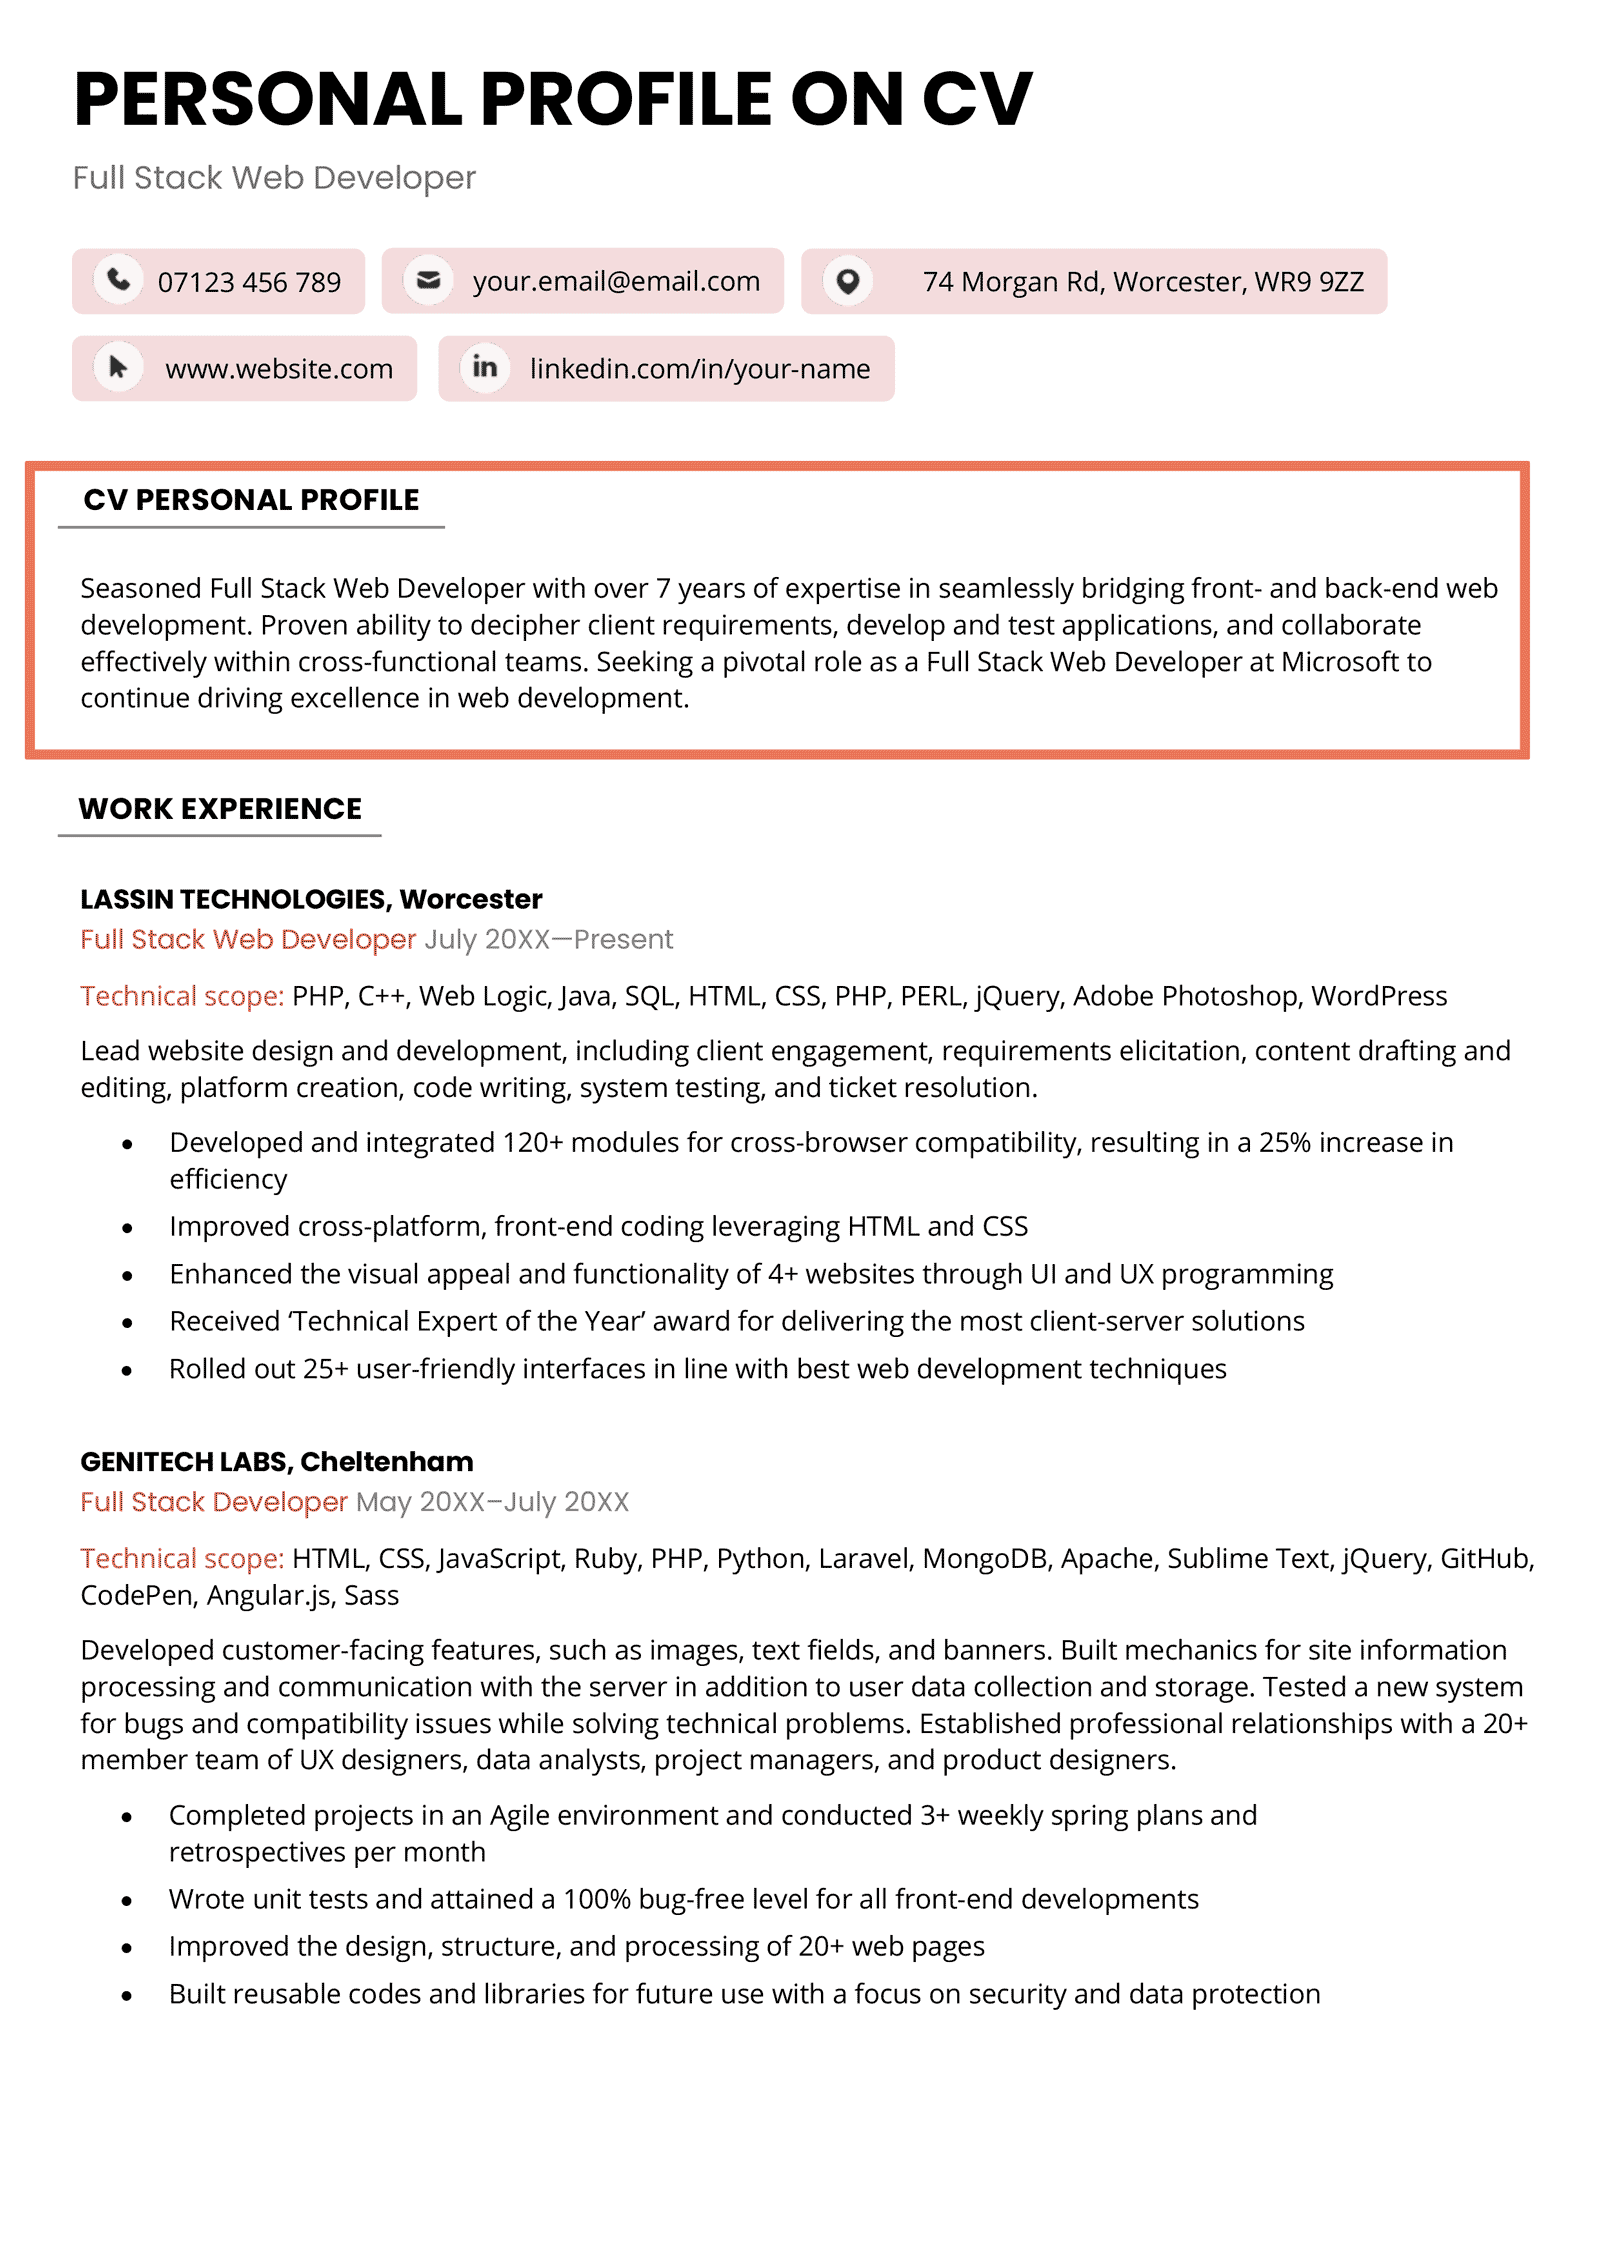 PERSONAL PROFILE ON CV
Full Stack Web Developer
07123 456 789
your.email@email.com
74 Morgan Rd, Worcester, WR9 9ZZ
www.website.com
in linkedin.com/in/your-name
CV PERSONAL PROFILE
Seasoned Full Stack Web Developer with over 7 years of expertise in seamlessly bridging front- and back-end web
development. Proven ability to decipher client requirements, develop and test applications, and collaborate
effectively within cross-functional teams. Seeking a pivotal role as a Full Stack Web Developer at Microsoft to
continue driving excellence in web development.
WORK EXPERIENCE
LASSIN TECHNOLOGIES, Worcester
Full Stack Web Developer July 20XX—Present
Technical scope: PHP, C++, Web Logic, Java, SQL, HTML, CSS, PHP, PERL, jQuery, Adobe Photoshop, WordPress
Lead website design and development, including client engagement, requirements elicitation, content drafting and
editing, platform creation, code writing, system testing, and ticket resolution.
• Developed and integrated 120+ modules for cross-browser compatibility, resulting in a 25% increase in
efficiency
• Improved cross-platform, front-end coding leveraging HTML and CSS
• Enhanced the visual appeal and functionality of 4+ websites through UI and UX programming
• Received ‘Technical Expert of the Year’ award for delivering the most client-server solutions
• Rolled out 25+ user-friendly interfaces in line with best web development techniques
GENITECH LABS, Cheltenham
Full Stack Developer May 20XX–July 20XX
Technical scope: HTML, CSS, JavaScript, Ruby, PHP, Python, Laravel, MongoDB, Apache, Sublime Text, jQuery, GitHub,
CodePen, Angular.js, Sass
Developed customer-facing features, such as images, text fields, and banners. Built mechanics for site information
processing and communication with the server in addition to user data collection and storage. Tested a new system
for bugs and compatibility issues while solving technical problems. Established professional relationships with a 20+
member team of UX designers, data analysts, project managers, and product designers.
• Completed projects in an Agile environment and conducted 3+ weekly spring plans and
retrospectives per month
• Wrote unit tests and attained a 100% bug-free level for all front-end developments
• Improved the design, structure, and processing of 20+ web pages
• Built reusable codes and libraries for future use with a focus on security and data protection